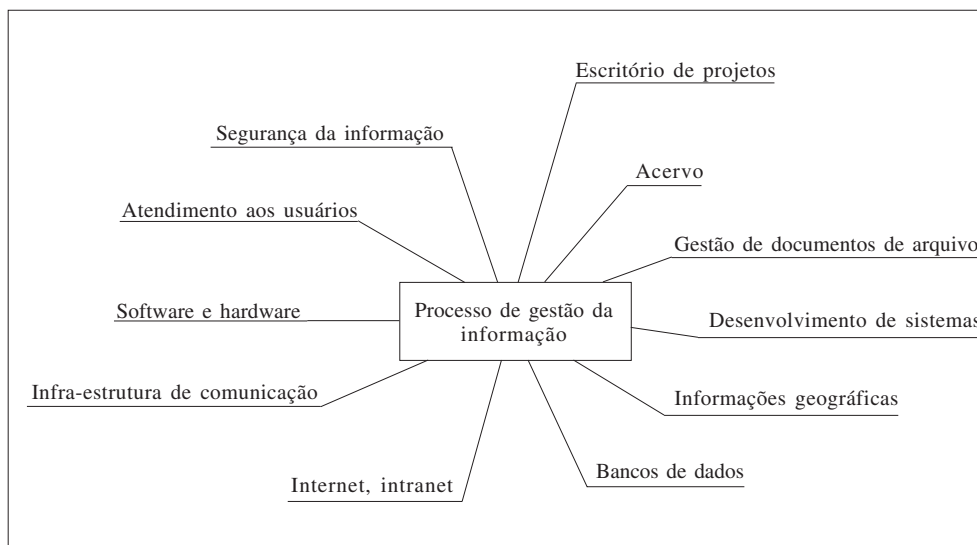 Escritório de projetos
Segurança da informação
Acervo
Atendimento aos usuários
Gestão de documentos de arquivo
Processo de gestão da
informação
Software e hardware
Desenvolvimento de sistemas
Infra-estrutura de comunicação
Informações geográficas
Bancos de dados
Internet, intranet